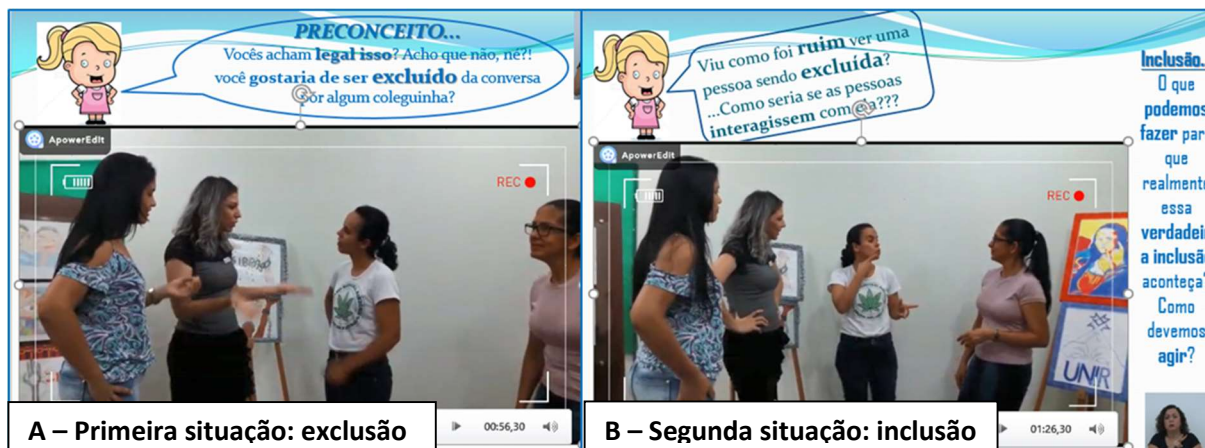 PRECONCEITO...
Vocês acham legal isso? Acho que não, né?!
você gostaria de ser excluído da conversa
por algum coleguinha?
ApowerEdit
REC
A – Primeira situação: exclusão
00:56,30
Viu como foi ruim ver uma
pessoa sendo excluída?
...Como seria se as pessoas
interagissem com ela???
ApowerEdit
REC
UNIR
B – Segunda situação: inclusão
01:26,30
Inclusão..
O que
podemos
fazer par
que
realment
essa
verdadei
a inclusã
aconteça?
Como
devemos
agir?